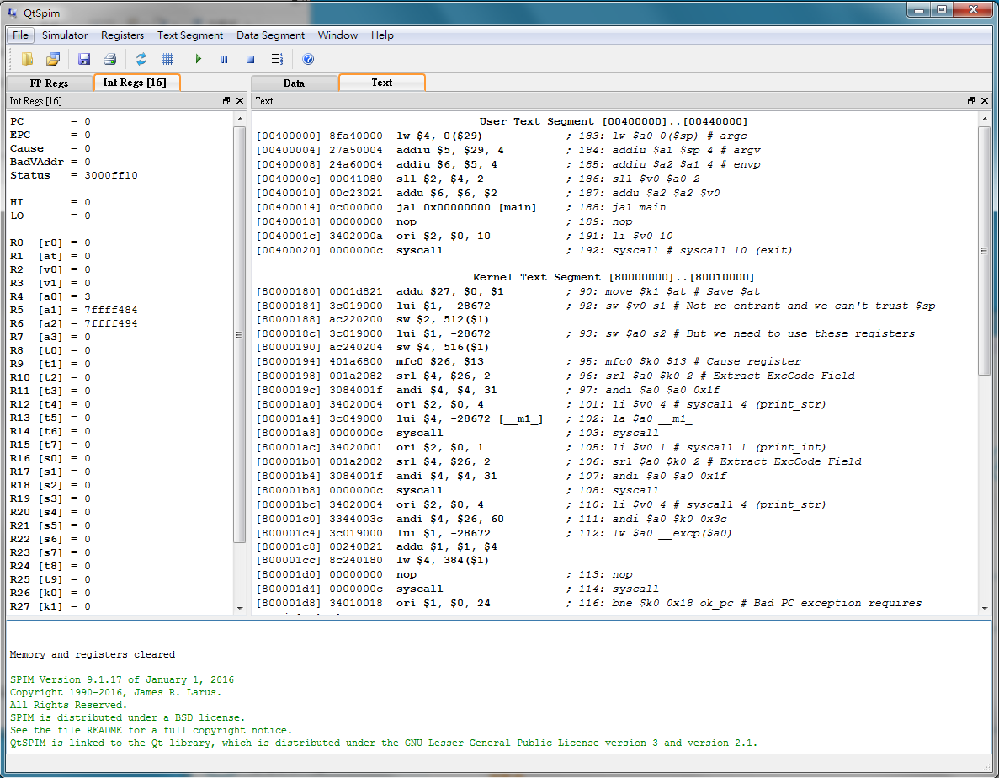 QtSpim
File Simulator Registers Text Segment Data Segment Window Help
FP Regs Int Regs [16] Data Text
Int Regs [16]
PC = 0
EPC = 0
Cause = 0
BadVAddr = 0
Status = 3000ff10
HI = 0
LO = 0
R0 [r0] = 0
R1 [at] = 0
R2 [v0] = 0
R3 [v1] = 0
R4 [a0] = 3
R5 [a1] = 7ffff484
R6 [a2] = 7ffff494
R7 [a3] = 0
R8 [t0] = 0
R9 [t1] = 0
R10 [t2] = 0
R11 [t3] = 0
R12 [t4] = 0
R13 [t5] = 0
R14 [t6] = 0
R15 [t7] = 0
R16 [s0] = 0
R17 [s1] = 0
R18 [s2] = 0
R19 [s3] = 0
R20 [s4] = 0
R21 [s5] = 0
R22 [s6] = 0
R23 [s7] = 0
R24 [t8] = 0
R25 [t9] = 0
R26 [k0] = 0
R27 [k1] = 0
Text
User Text Segment [00400000]..[00440000]
[00400000] 8fa40000 lw $4, 0($29) ; 183: lw $a0 0($sp) # argc
[00400004] 27a50004 addiu $5, $29, 4 ; 184: addiu $a1 $sp 4 # argv
[00400008] 24a60004 addiu $6, $5, 4 ; 185: addiu $a2 $a1 4 # envp
[0040000c] 00041080 sll $2, $4, 2 ; 186: sll $v0 $a0 2
[00400010] 00c23021 addu $6, $6, $2 ; 187: addu $a2 $a2 $v0
[00400014] 0c000000 jal 0x00000000 [main] ; 188: jal main
[00400018] 00000000 nop ; 189: nop
[0040001c] 3402000a ori $2, $0, 10 ; 191: li $v0 10
[00400020] 0000000c syscall ; 192: syscall # syscall 10 (exit)
Kernel Text Segment [80000000]..[80010000]
[80000180] 0001d821 addu $27, $0, $1 ; 90: move $k1 $at # Save $at
[80000184] 3c019000 lui $1, -28672 ; 92: sw $v0 s1 # Not re-entrant and we can't trust $sp
[80000188] ac220200 sw $2, 512($1)
[8000018c] 3c019000 lui $1, -28672 ; 93: sw $a0 s2 # But we need to use these registers
[80000190] ac240204 sw $4, 516($1)
[80000194] 401a6800 mfc0 $26, $13 ; 95: mfc0 $k0 $13 # Cause register
[80000198] 001a2082 srl $4, $26, 2 ; 96: srl $a0 $k0 2 # Extract ExcCode Field
[8000019c] 3084001f andi $4, $4, 31 ; 97: andi $a0 $a0 0x1f
[800001a0] 34020004 ori $2, $0, 4 ; 101: li $v0 4 # syscall 4 (print_str)
[800001a4] 3c049000 lui $4, -28672 [__m1_] ; 102: la $a0 __m1_
[800001a8] 0000000c syscall ; 103: syscall
[800001ac] 34020001 ori $2, $0, 1 ; 105: li $v0 1 # syscall 1 (print_int)
[800001b0] 001a2082 srl $4, $26, 2 ; 106: srl $a0 $k0 2 # Extract ExcCode Field
[800001b4] 3084001f andi $4, $4, 31 ; 107: andi $a0 $a0 0x1f
[800001b8] 0000000c syscall ; 108: syscall
[800001bc] 34020004 ori $2, $0, 4 ; 110: li $v0 4 # syscall 4 (print_str)
[800001c0] 3344003c andi $4, $26, 60 ; 111: andi $a0 $k0 0x3c
[800001c4] 3c019000 lui $1, -28672 ; 112: lw $a0 __excp($a0)
[800001c8] 00240821 addu $1, $1, $4
[800001cc] 8c240180 lw $4, 384($1)
[800001d0] 00000000 nop ; 113: nop
[800001d4] 0000000c syscall ; 114: syscall
[800001d8] 34010018 ori $1, $0, 24 ; 116: bne $k0 0x18 ok_pc # Bad PC exception requires
Memory and registers cleared
SPIM Version 9.1.17 of January 1, 2016
Copyright 1990-2016, James R. Larus.
All Rights Reserved.
SPIM is distributed under a BSD license.
See the file README for a full copyright notice.
QtSPIM is linked to the Qt library, which is distributed under the GNU Lesser General Public License version 3 and version 2.1.